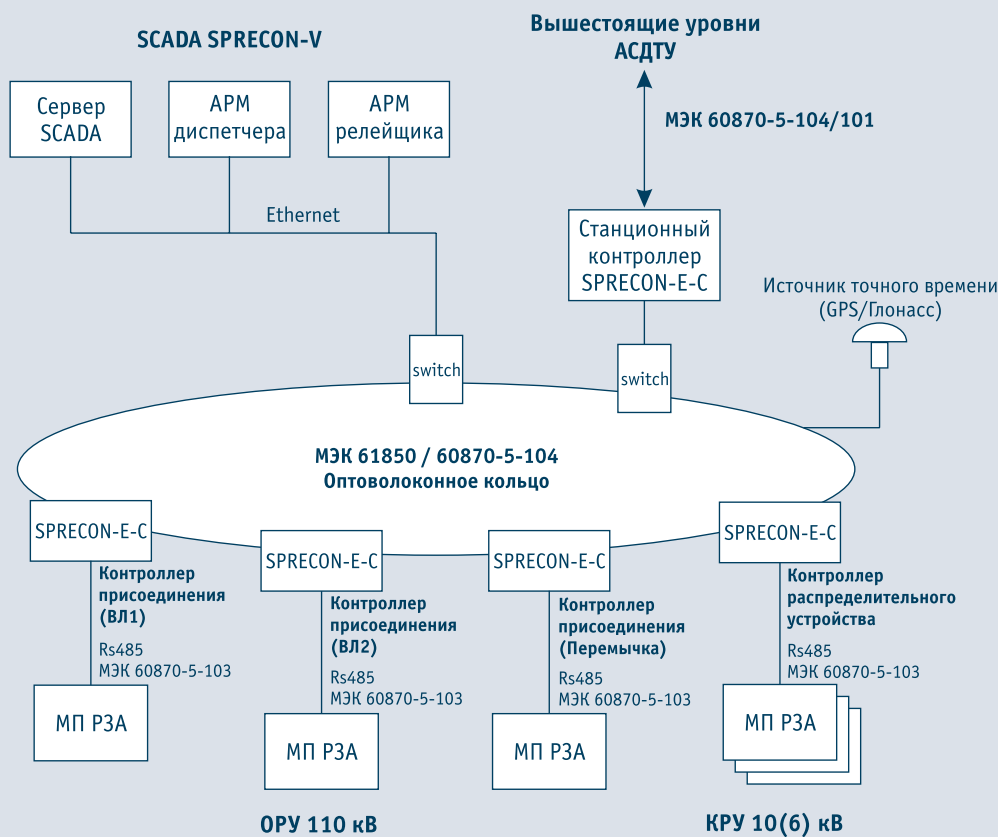 SCADA SPRECON-V
Вышестоящие уровни
АСДТУ
Сервер
SCADA
АРМ
диспетчера
АРМ
релейщика
МЭК 60870-5-104/101
Ethernet
Станционный
контроллер
SPRECON-E-C
Источник точного времени
(GPS/Глонасс)
switch
switch
МЭК 61850 / 60870-5-104
Оптоволоконное кольцо
SPRECON-E-C
SPRECON-E-C
SPRECON-E-C
SPRECON-E-C
Контроллер
присоединения
(ВЛ1)
Rs485
МЭК 60870-5-103
Контроллер
присоединения
(ВЛ2)
Rs485
МЭК 60870-5-103
Контроллер
присоединения
(Перемычка)
Rs485
МЭК 60870-5-103
Контроллер
распределительного
устройства
Rs485
МЭК 60870-5-103
МП РЗА
МП РЗА
МП РЗА
МП РЗА
ОРУ 110 кВ
КРУ 10(6) кВ